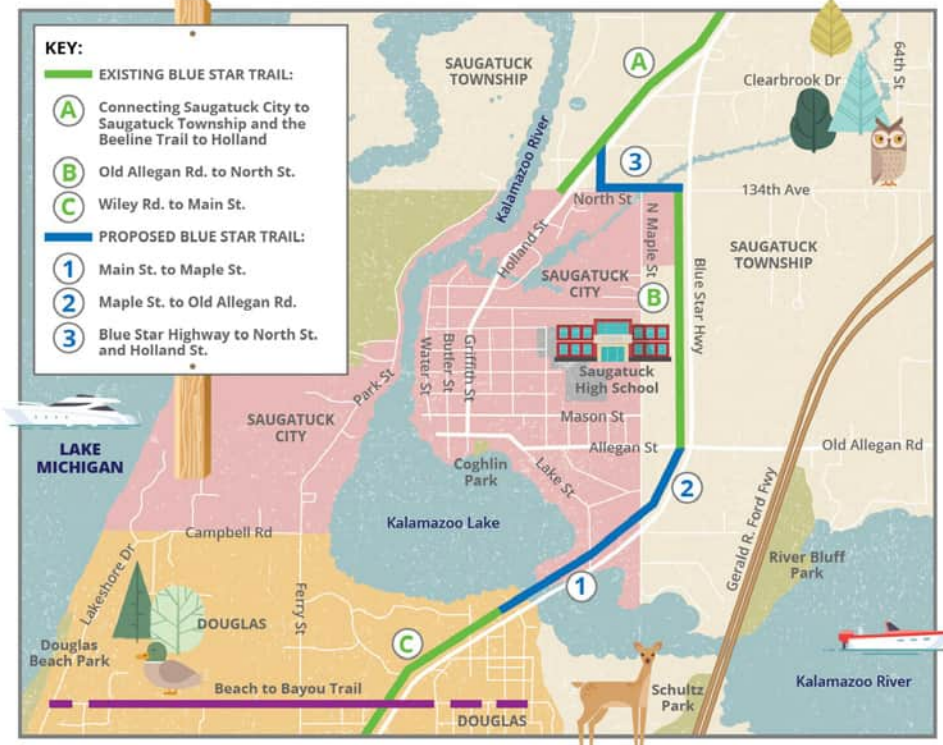 KEY:
EXISTING BLUE STAR TRAIL:
A
Connecting Saugatuck City to
Saugatuck Township and the
Beeline Trail to Holland
B
Old Allegan Rd. to North St.
C
Wiley Rd. to Main St.
PROPOSED BLUE STAR TRAIL:
1
Main St. to Maple St.
2
Maple St. to Old Allegan Rd.
3
Blue Star Highway to North St.
and Holland St.
SAUGATUCK
TOWNSHIP
A
Clearbrook Dr
64th St
Kalamazoo River
3
North St
134th Ave
Holland St
N Maple St
SAUGATUCK
TOWNSHIP
SAUGATUCK
CITY
B
Blue Star Hwy
Water St
Butler St
Griffith St
Saugatuck
High School
Park St
Mason St
SAUGATUCK
CITY
LAKE
MICHIGAN
Allegan St
Old Allegan Rd
Coghlin
Park
Lake St
2
Kalamazoo Lake
Gerald R. Ford Fwy
Campbell Rd
River Bluff
Park
1
Lakeshore Dr
Ferry St
DOUGLAS
C
Douglas
Beach Park
Beach to Bayou Trail
DOUGLAS
Schultz
Park
Kalamazoo River